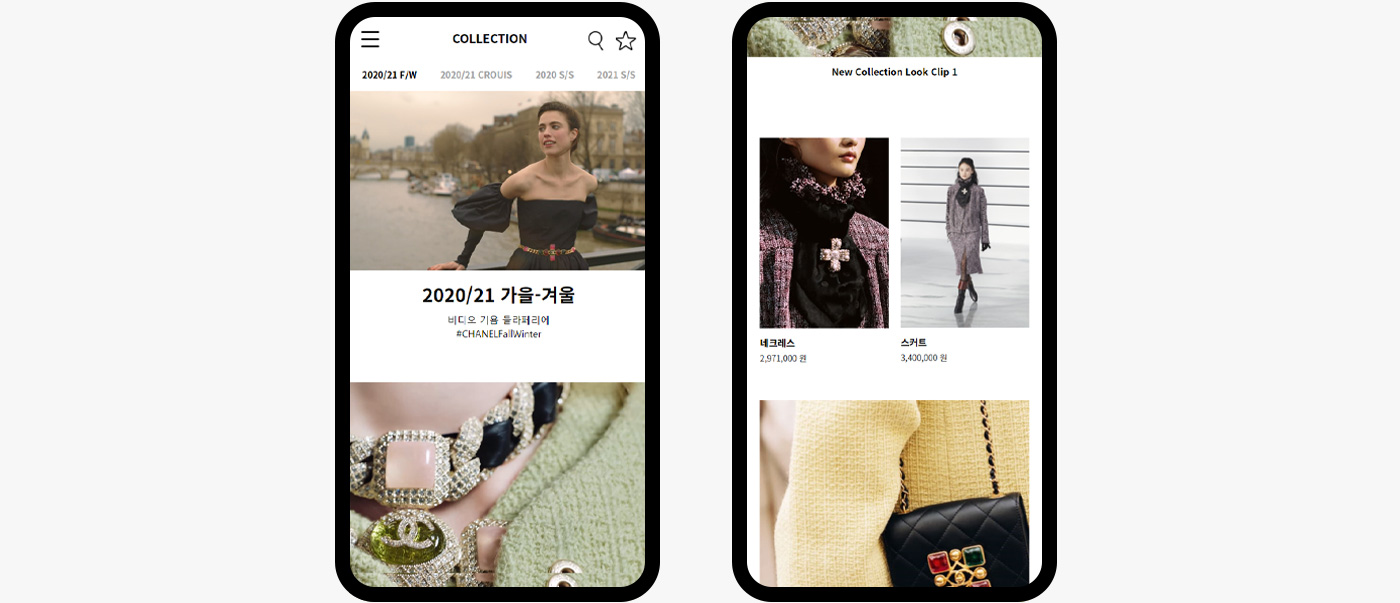 COLLECTION
2020/21 F/W
2020/21 CROUIS
2020 S/S
2021 S/S
2020/21 가을-겨울
비디오 기욤 들라페리에
#CHANELFallWinter
New Collection Look Clip 1
네크레스
2,971,000 원
스커트
3,400,000 원